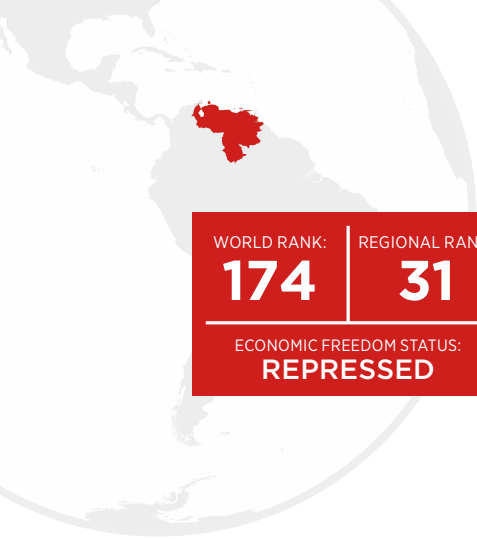 WORLD RANK:
174
REGIONAL RAN
31
ECONOMIC FREEDOM STATUS:
REPRESSED